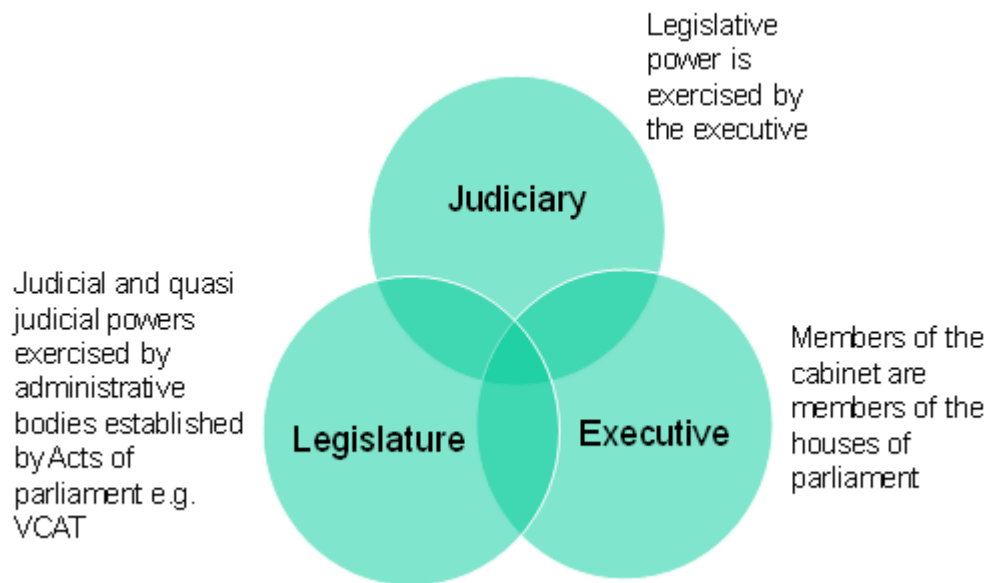 Legislative
power is
exercised by
the executive
Judiciary
Judicial and quasi
judicial powers
exercised by
administrative
bodies established
by Acts of
parliament e.g.
VCAT
Legislature
Executive
Members of the
cabinet are
members of the
houses of
parliament